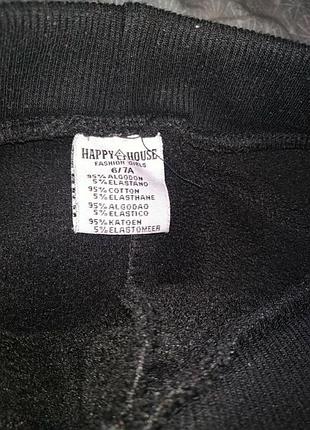 HAPPY HOUSE
FASHION GIRLS
6/7A
95% ALGODON
5% ELASTANO
95% COTTON
5% ELASTHANE
95% ALGODAO
5% ELASTICO
95% KATOEN
5% ELASTOMEER